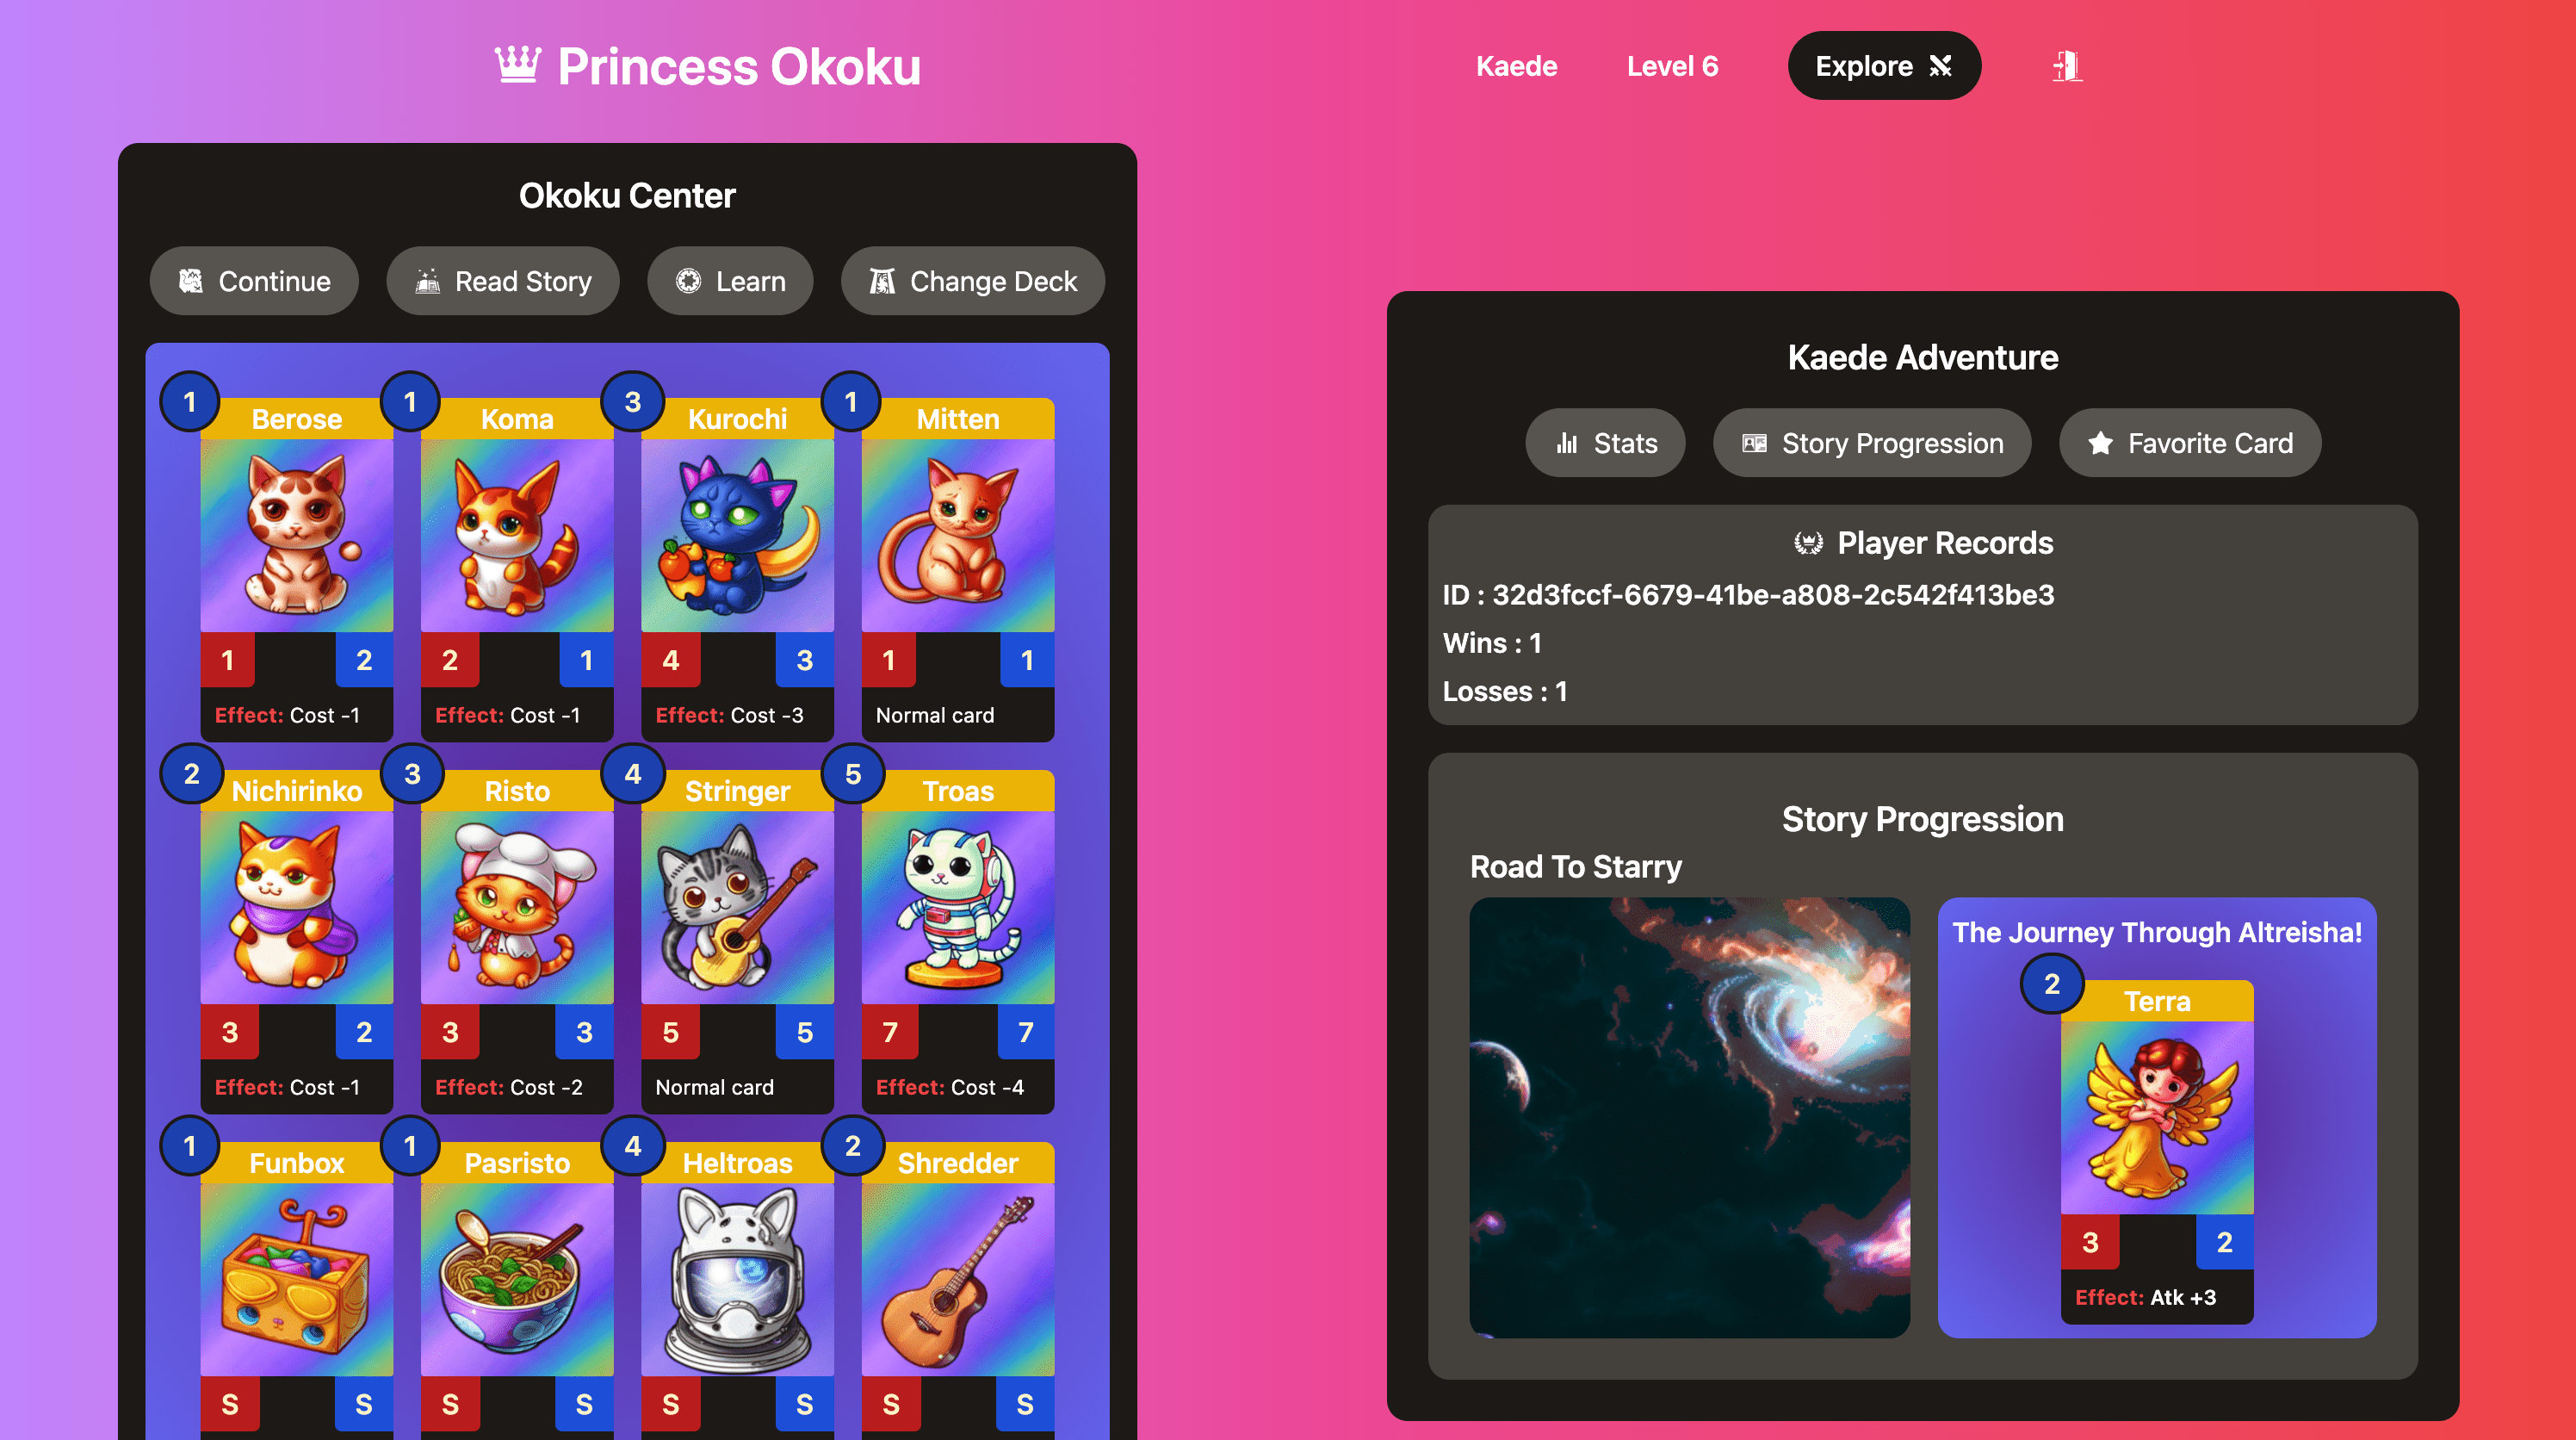 Princess Okoku
Kaede
Level 6
Explore
Okoku Center
Continue
Read Story
Learn
Change Deck
1
Berose
1
2
Effect: Cost -1
1
Koma
2
1
Effect: Cost -1
3
Kurochi
4
3
Effect: Cost -3
1
Mitten
1
1
Normal card
2
Nichirinko
3
2
Effect: Cost -1
3
Risto
3
3
Effect: Cost -2
4
Stringer
5
5
Normal card
5
Troas
7
7
Effect: Cost -4
1
Funbox
S
S
1
Pasristo
S
S
4
Heltroas
S
S
2
Shredder
S
S
Kaede Adventure
Stats
Story Progression
Favorite Card
Player Records
ID : 32d3fccf-6679-41be-a808-2c542f413be3
Wins : 1
Losses : 1
Story Progression
Road To Starry
The Journey Through Altreisha!
2
Terra
3
2
Effect: Atk +3